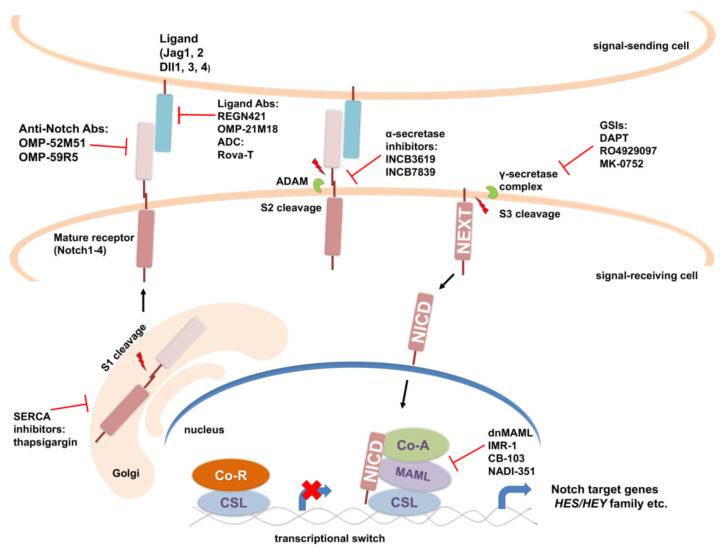 Ligand
(Jag1, 2
Dll1, 3, 4)
signal-sending cell
Anti-Notch Abs:
OMP-52M51
OMP-59R5
Ligand Abs:
REGN421
OMP-21M18
ADC:
Rova-T
α-secretase
inhibitors:
INCB3619
INCB7839
GSIs:
DAPT
RO4929097
MK-0752
ADAM
γ-secretase
complex
S2 cleavage
S3 cleavage
NEXT
Mature receptor
(Notch1-4)
signal-receiving cell
S1 cleavage
NICD
SERCA
inhibitors:
thapsigargin
Golgi
nucleus
dnMAML
IMR-1
CB-103
NADI-351
NICD
Co-A
MAML
CSL
Co-R
CSL
Notch target genes
HES/HEY family etc.
transcriptional switch